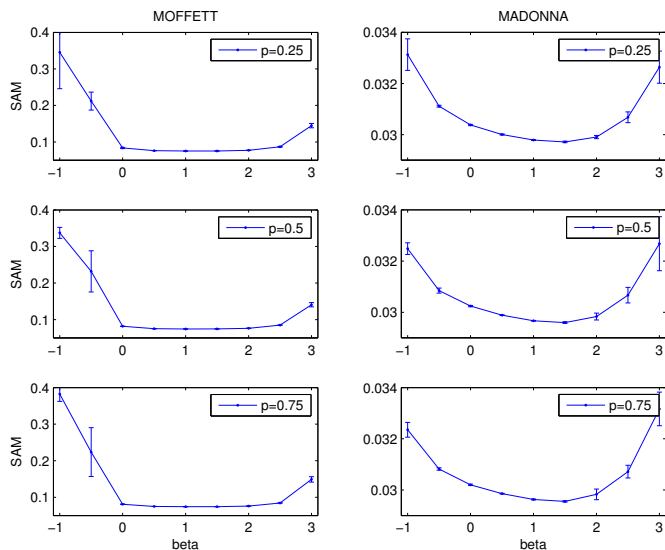 MOFFETT MADONNA
0.4 0.034
p=0.25 p=0.25
0.3
SAM 0.032
0.2
0.1 0.03
−1 0 1 2 3 −1 0 1 2 3
0.4 0.034
p=0.5 p=0.5
0.3
SAM 0.032
0.2
0.1 0.03
−1 0 1 2 3 −1 0 1 2 3
0.4 0.034
p=0.75 p=0.75
0.3
SAM 0.032
0.2
0.1 0.03
−1 0 1 2 3 −1 0 1 2 3
beta beta